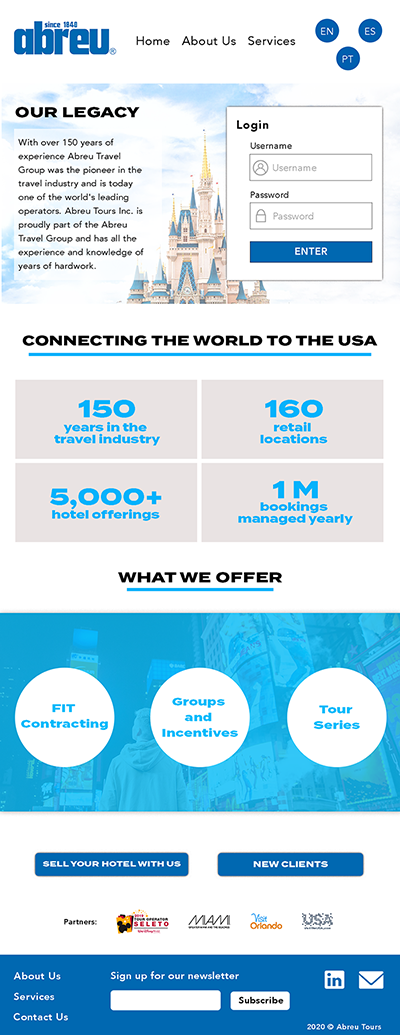 since 1840
abreu®
Home About Us Services
EN ES
PT
OUR LEGACY
With over 150 years of
experience Abreu Travel
Group was the pioneer in the
travel industry and is today
one of the world's leading
operators. Abreu Tours Inc. is
proudly part of the Abreu
Travel Group and has all the
experience and knowledge of
years of hardwork.
Login
Username
Username
Password
Password
ENTER
CONNECTING THE WORLD TO THE USA
150
years in the
travel industry
160
retail
locations
5,000+
hotel offerings
1 M
bookings
managed yearly
WHAT WE OFFER
FIT
Contracting
Groups
and
Incentives
Tour
Series
SELL YOUR HOTEL WITH US
NEW CLIENTS
Partners:
TOUR OPERATOR
SELETO
MIAMI
Visit
Orlando
USA
About Us
Services
Contact Us
Sign up for our newsletter
Subscribe
in
2020 © Abreu Tours